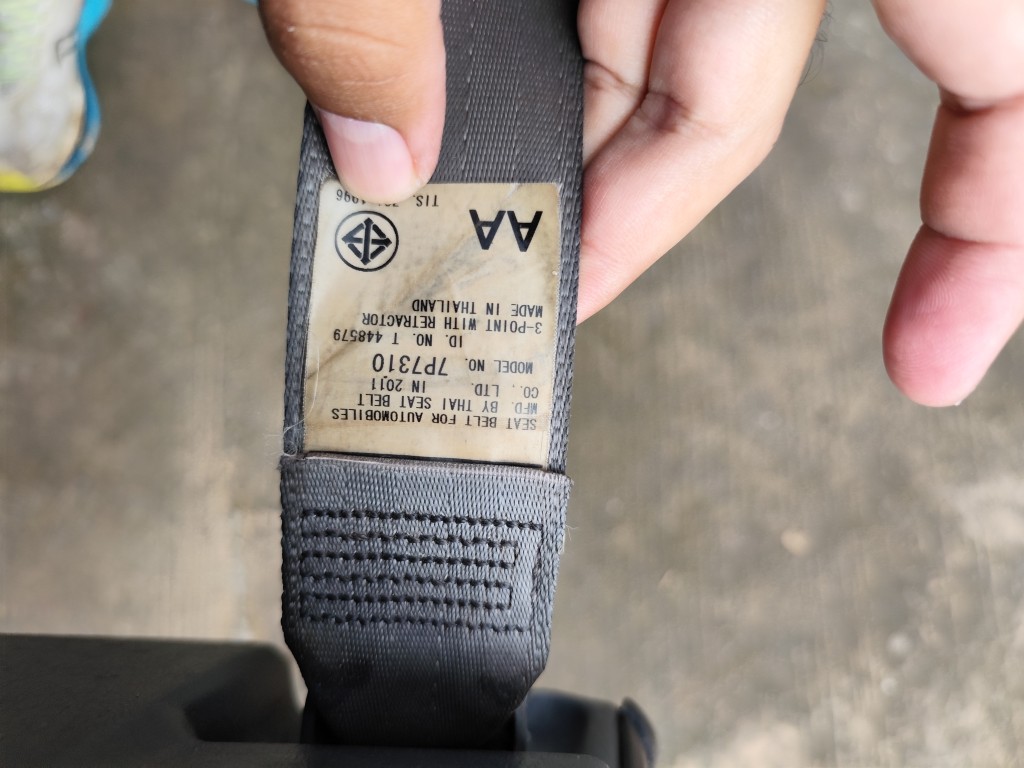 SEAT BELT FOR AUTOMOBILES
MFD. BY THAI SEAT BELT
CO., LTD. IN 2011
MODEL NO. 7P7310
ID. NO. T 448579
3-POINT WITH RETRACTOR
MADE IN THAILAND
AA
TIS.